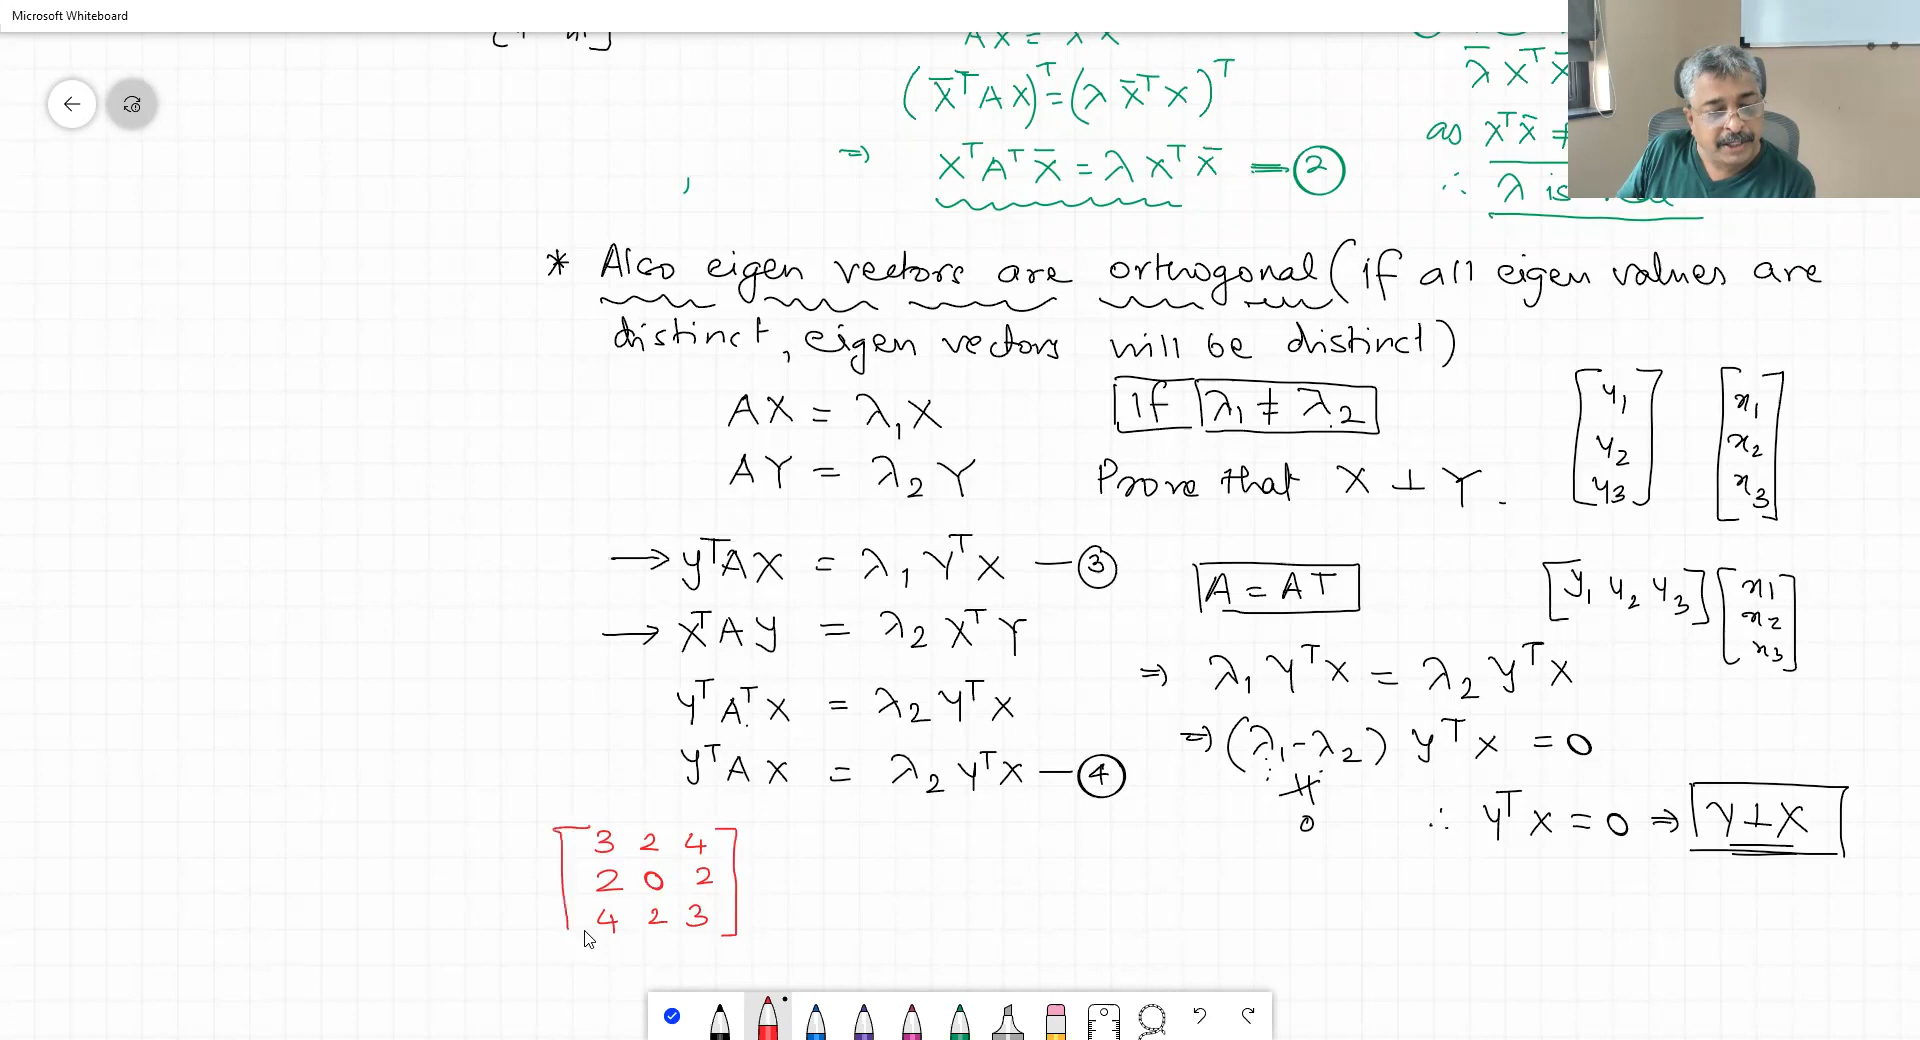 Microsoft Whiteboard
AX = λX
(X̄ᵀAX)ᵀ = (λX̄ᵀX)ᵀ
⇒ XᵀAᵀX̄ = λXᵀX̄ — ②
λ̄XᵀX̄
as XᵀX̄ ≠
∴ λ is real
* Also eigen vectors are orthogonal (if all eigen values are
distinct, eigen vectors will be distinct)
AX = λ₁X
If λ₁ ≠ λ₂
AY = λ₂Y
Prove that X ⊥ Y.
[y₁ y₂ y₃] [x₁ x₂ x₃]
→ YᵀAX = λ₁YᵀX — ③
→ XᵀAY = λ₂XᵀY
YᵀAᵀX = λ₂YᵀX
YᵀAX = λ₂YᵀX — ④
A = AT
[y₁ y₂ y₃] [x₁ x₂ x₃]
⇒ λ₁YᵀX = λ₂YᵀX
⇒ (λ₁-λ₂) YᵀX = 0
≠
0
∴ YᵀX = 0 ⇒ Y⊥X
3 2 4
2 0 2
4 2 3